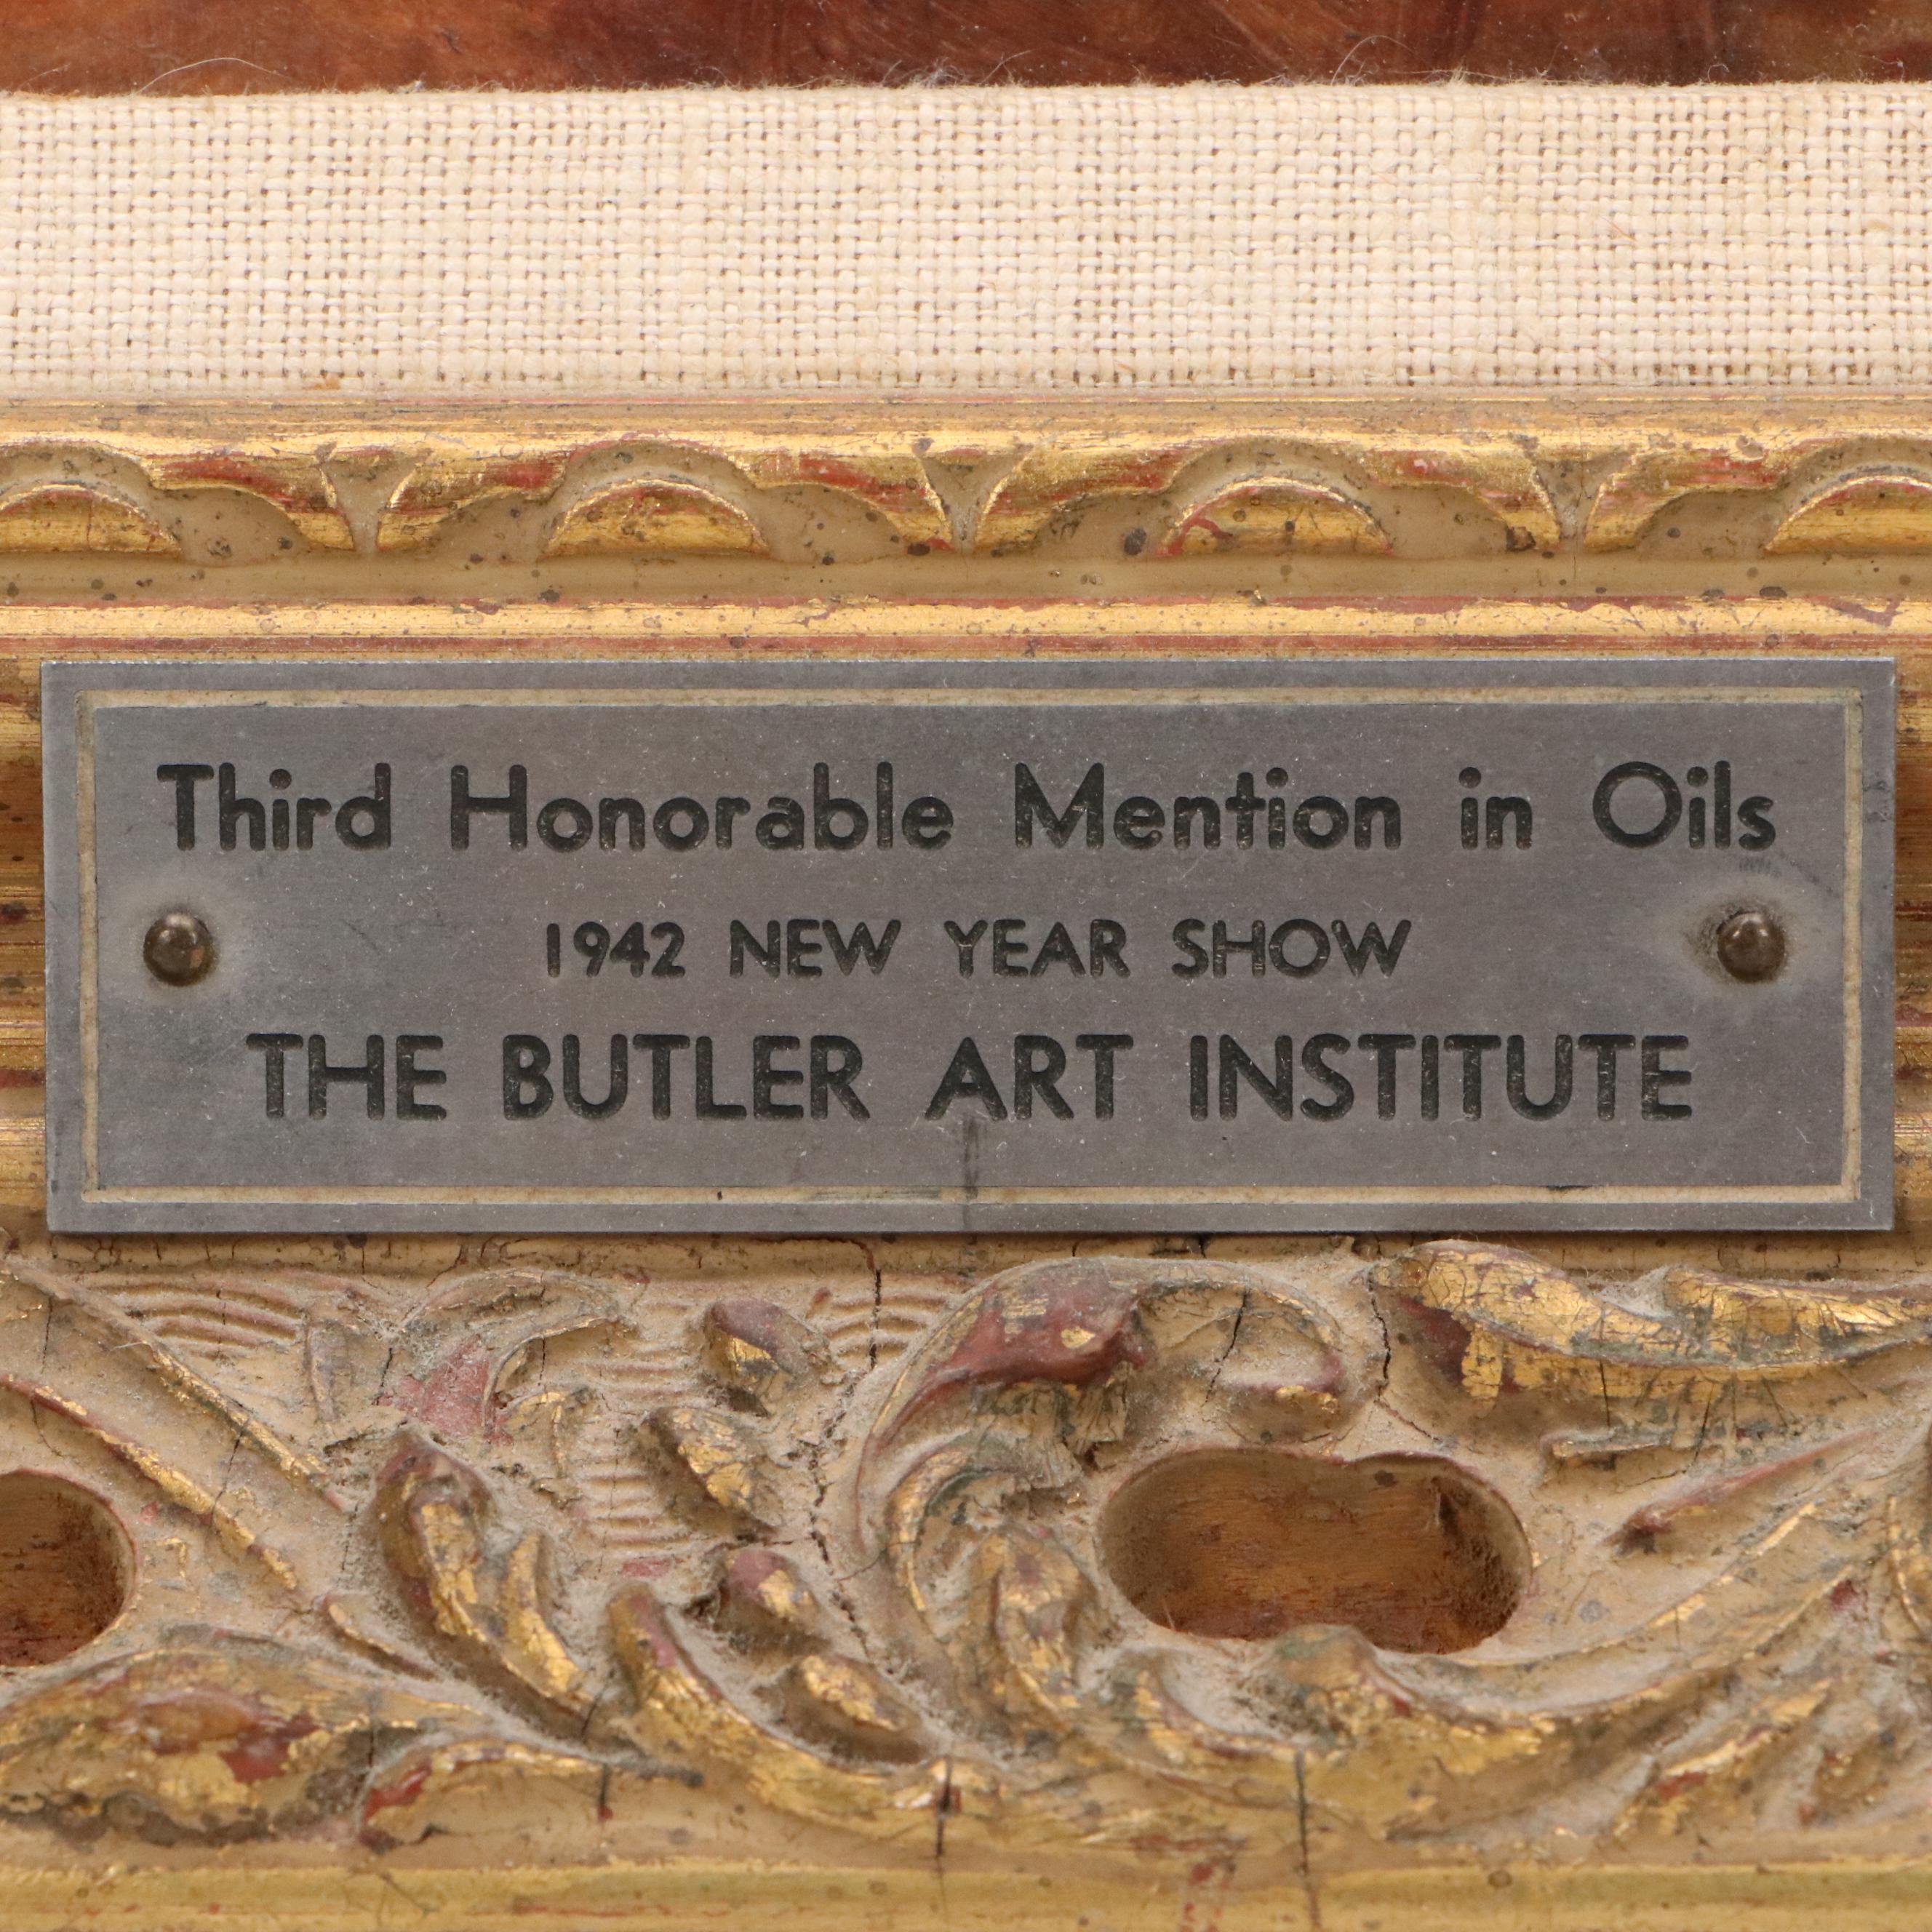 Third Honorable Mention in Oils
1942 NEW YEAR SHOW
THE BUTLER ART INSTITUTE